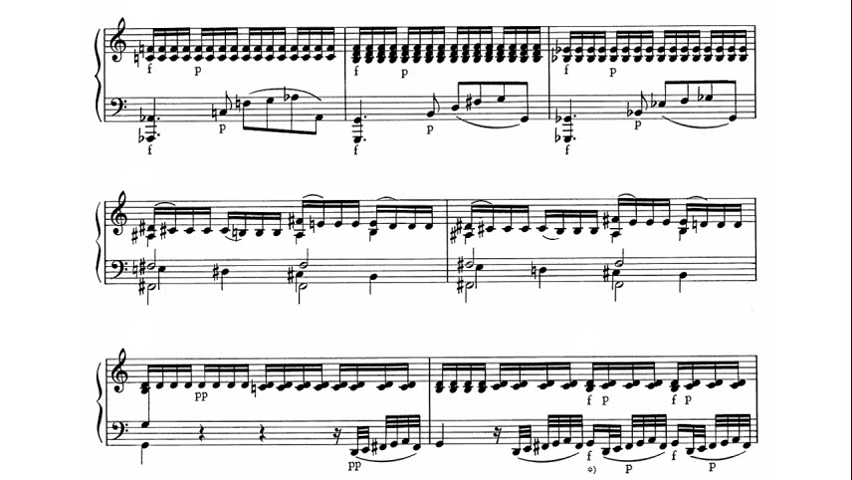 f p f p f p
p p p
f f f
pp
f p f p
f f
*) p p
pp